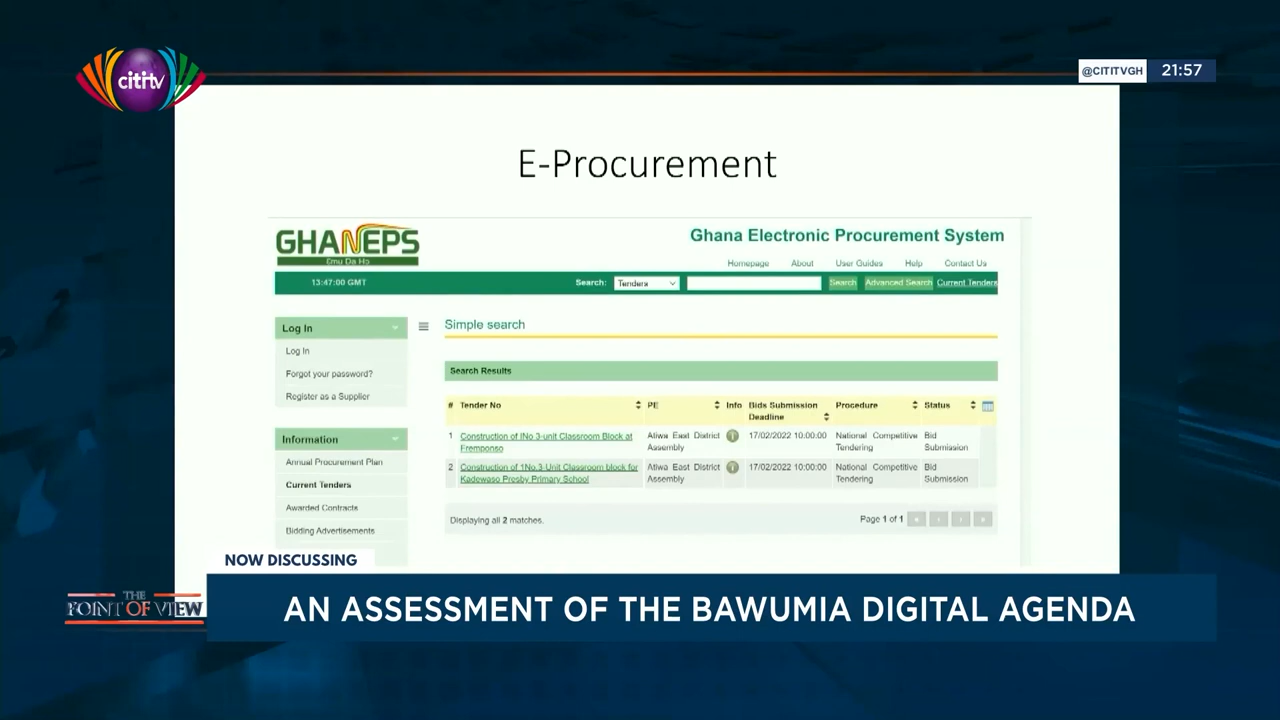 citi tv
@CITITVGH
21:57
E-Procurement
GHANEPS
Emu Da Ho
Ghana Electronic Procurement System
Homepage About User Guides Help Contact Us
13:47:00 GMT
Search: Tenders Search Advanced Search Current Tenders
Log In
Log In
Forgot your password?
Register as a Supplier
Information
Annual Procurement Plan
Current Tenders
Awarded Contracts
Bidding Advertisements
Simple search
Search Results
# Tender No PE Info Bids Submission Procedure Status
Deadline
1 Construction of INo 3-unit Classroom Block at Atiwa East District 17/02/2022 10:00:00 National Competitive Bid
Fremponso Assembly Tendering Submission
2 Construction of 1No.3-Unit Classroom block for Atiwa East District 17/02/2022 10:00:00 National Competitive Bid
Kadewaso Presby Primary School Assembly Tendering Submission
Displaying all 2 matches. Page 1 of 1
NOW DISCUSSING
THE
POINT OF VIEW
AN ASSESSMENT OF THE BAWUMIA DIGITAL AGENDA